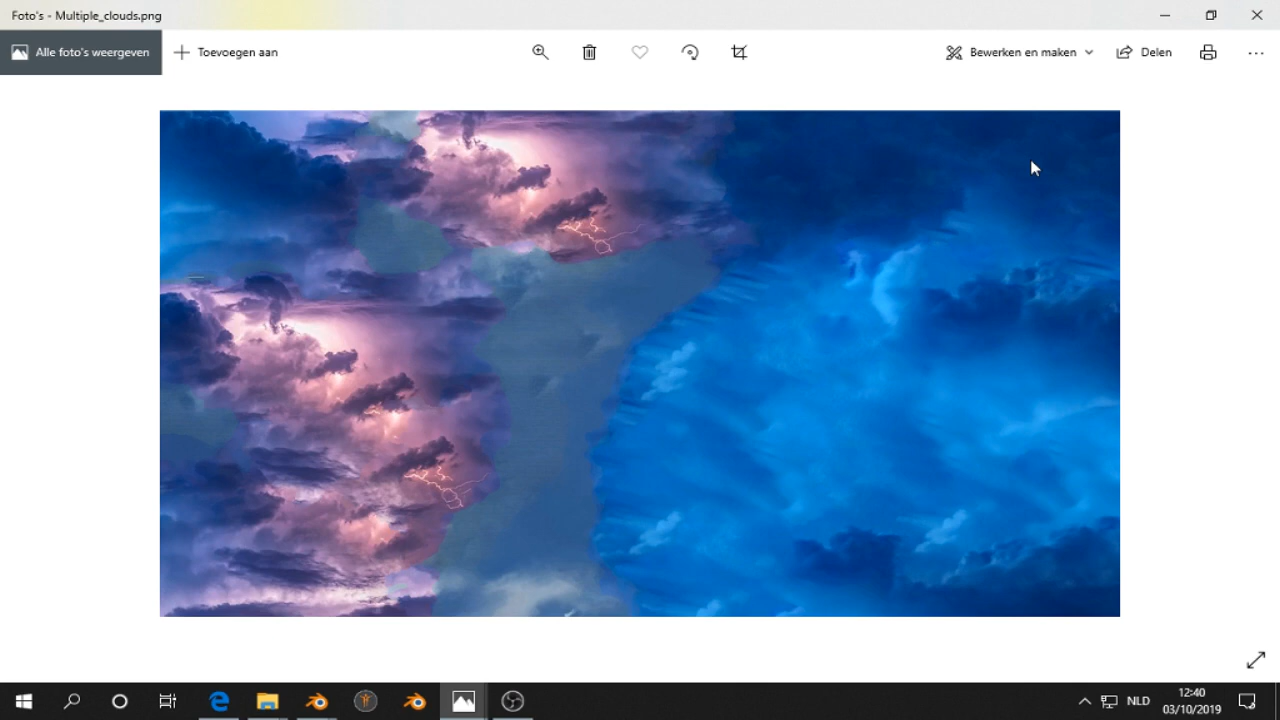 Foto's - Multiple_clouds.png
Alle foto's weergeven
Toevoegen aan
Bewerken en maken
Delen
NLD
12:40
03/10/2019